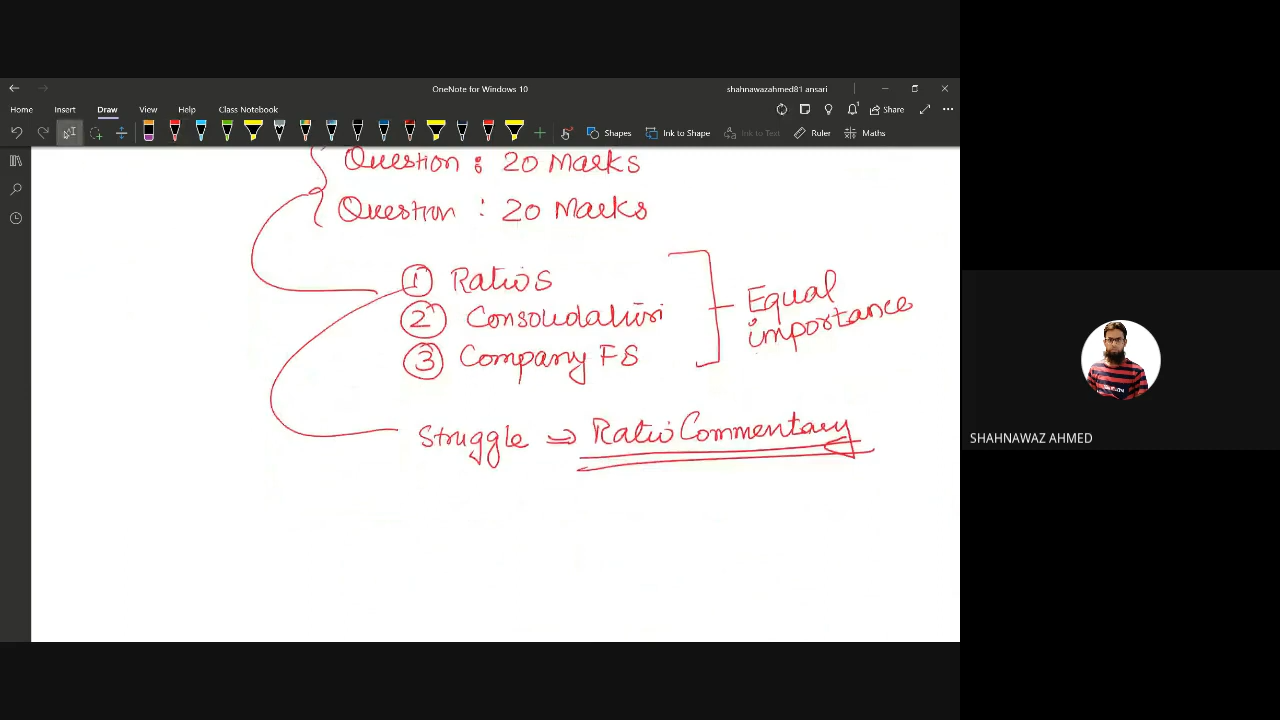 OneNote for Windows 10
shahnawazahmed81 ansari
Home Insert Draw View Help Class Notebook
Share
Shapes Ink to Shape Ink to Text Ruler Maths
Question : 20 Marks
Question : 20 Marks
1 Ratios
2 Consolidation
3 Company FS
Equal
importance
Struggle ⇒ Ratio Commentary
SHAHNAWAZ AHMED